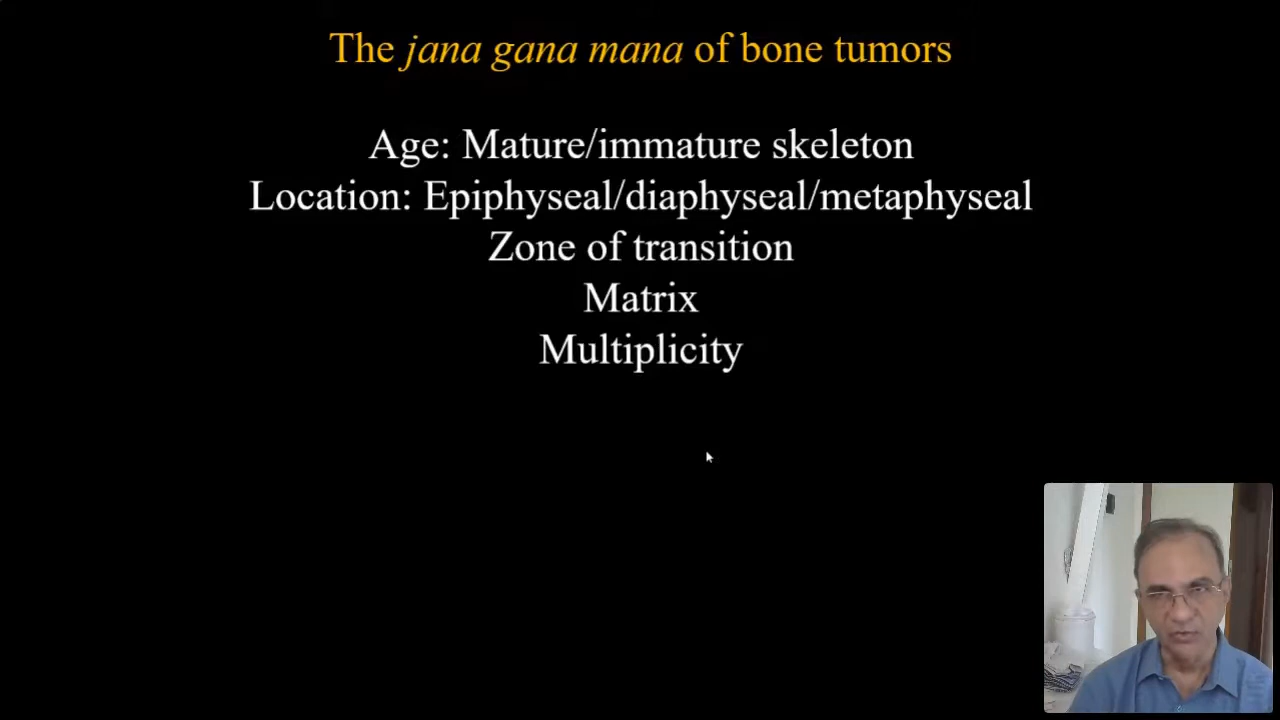 The jana gana mana of bone tumors
Age: Mature/immature skeleton
Location: Epiphyseal/diaphyseal/metaphyseal
Zone of transition
Matrix
Multiplicity